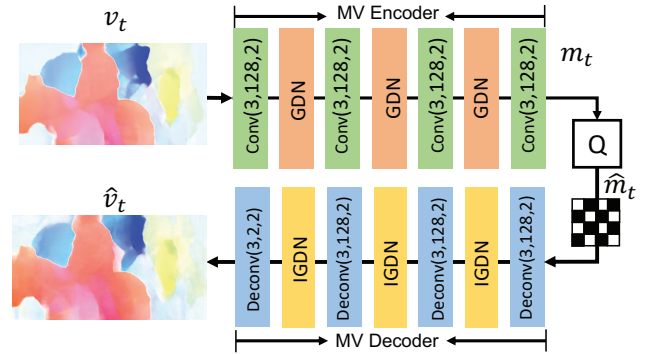 v_t
MV Encoder
m_t
Conv(3,128,2)
GDN
Conv(3,128,2)
GDN
Conv(3,128,2)
GDN
Conv(3,128,2)
Q
m̂_t
v̂_t
Deconv(3,2,2)
IGDN
Deconv(3,128,2)
IGDN
Deconv(3,128,2)
IGDN
Deconv(3,128,2)
MV Decoder